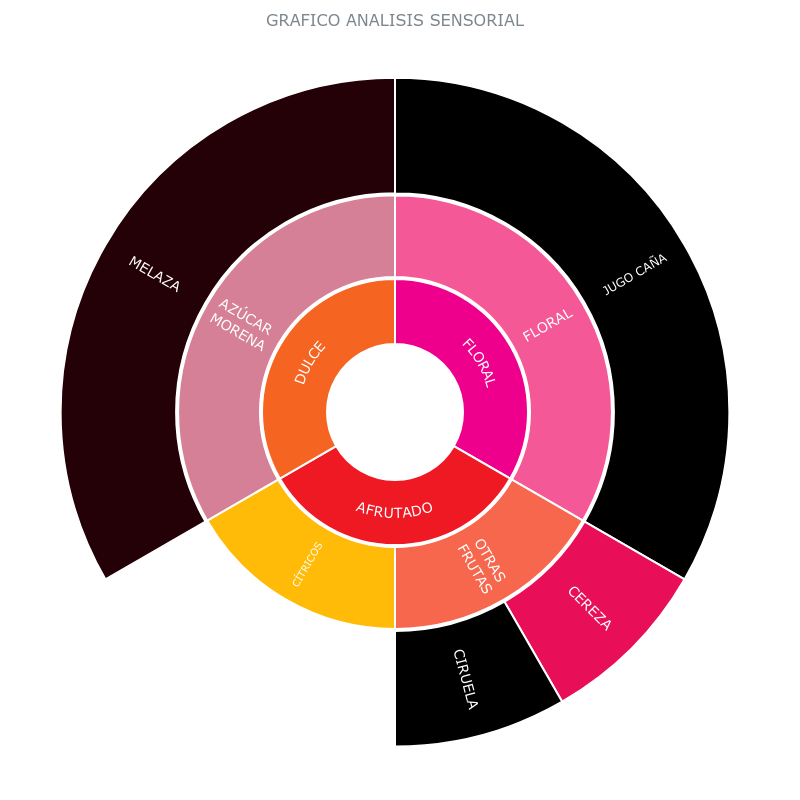 GRAFICO ANALISIS SENSORIAL
FLORAL
FLORAL
JUGO CAÑA
AFRUTADO
OTRAS
FRUTAS
CEREZA
CIRUELA
CÍTRICOS
DULCE
AZÚCAR
MORENA
MELAZA